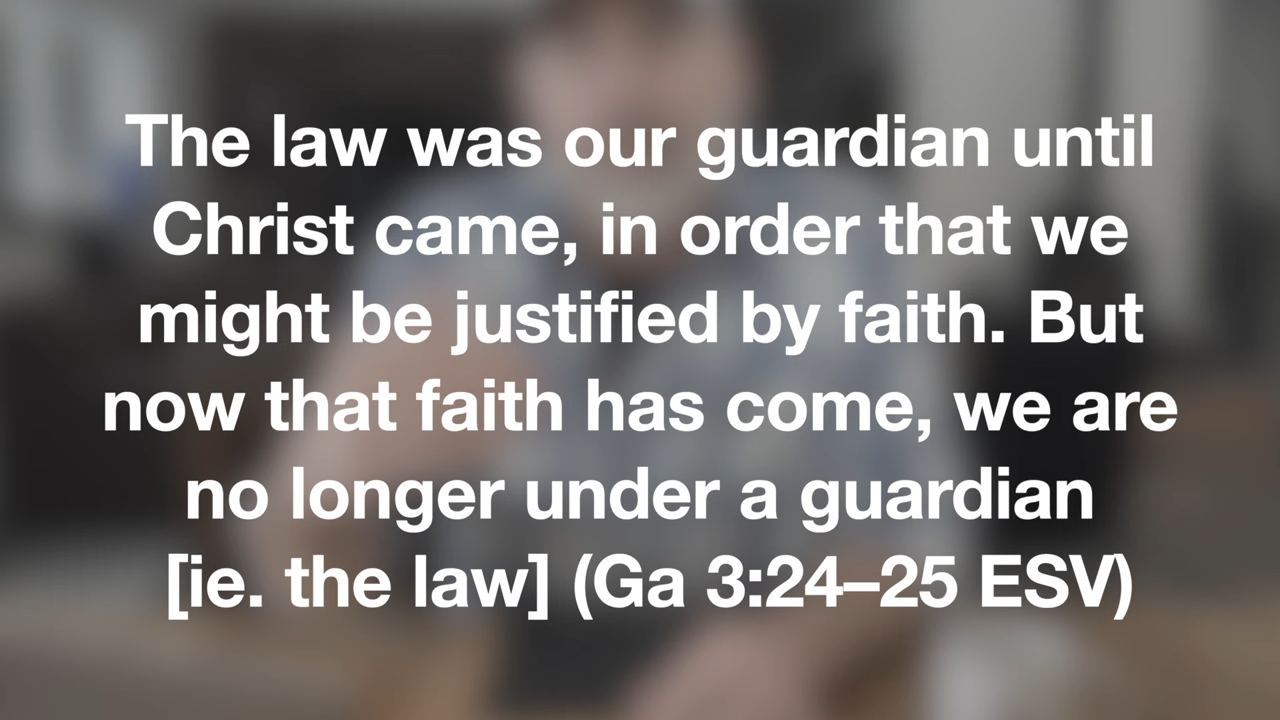 The law was our guardian until
Christ came, in order that we
might be justified by faith. But
now that faith has come, we are
no longer under a guardian
[ie. the law] (Ga 3:24–25 ESV)